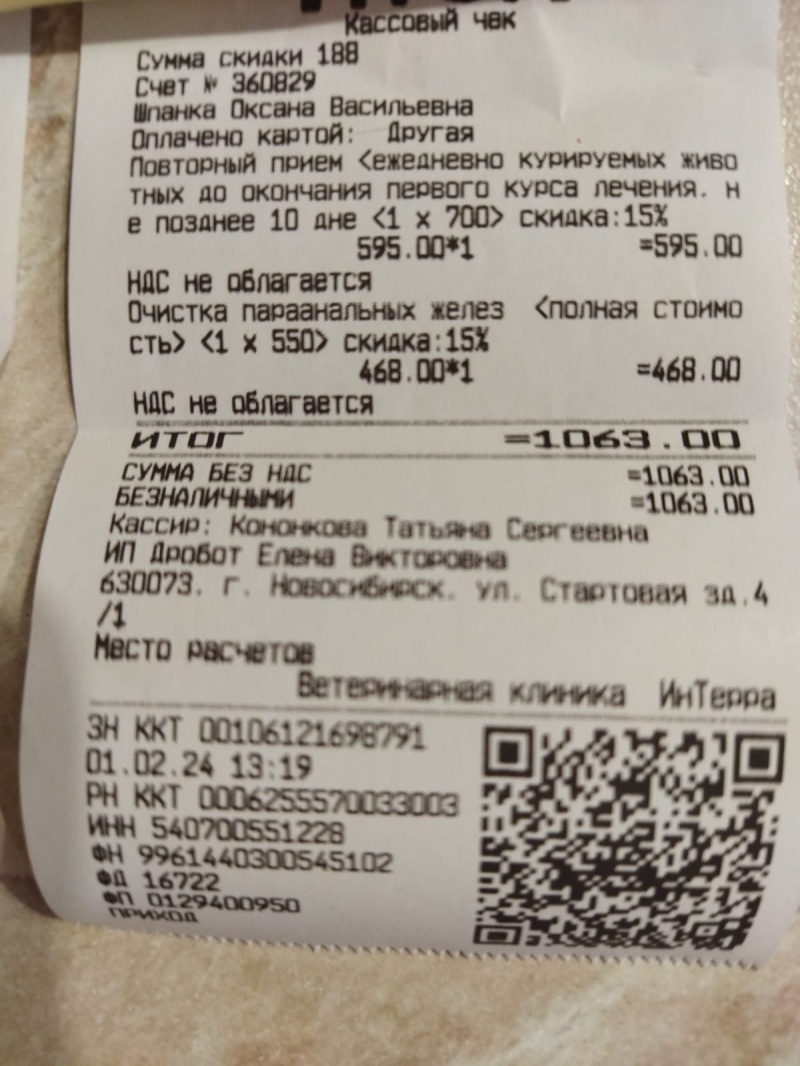 Кассовый чек
Сумма скидки 188
Счет № 360829
Шпанка Оксана Васильевна
Оплачено картой: Другая
Повторный прием <ежедневно курируемых живо
тных до окончания первого курса лечения. н
е позднее 10 дне <1 x 700> скидка:15%
595.00*1 =595.00
НДС не облагается
Очистка параанальных желез <полная стоимо
сть> <1 x 550> скидка:15%
468.00*1 =468.00
НДС не облагается
ИТОГ =1063.00
СУММА БЕЗ НДС =1063.00
БЕЗНАЛИЧНЫМИ =1063.00
Кассир: Кононкова Татьяна Сергеевна
ИП Дробот Елена Викторовна
630073. г. Новосибирск. ул. Стартовая зд.4
/1
Место расчетов
Ветеринарная клиника ИнТерра
ЗН ККТ 00106121698791
01.02.24 13:19
РН ККТ 0006255570033003
ИНН 540700551228
ФН 9961440300545102
ФД 16722
ФП 0129400950
ПРИХОД